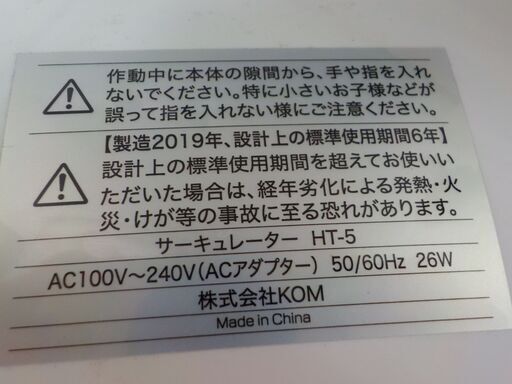 作動中に本体の隙間から、手や指を入れ
ないでください。特に小さいお子様などが
誤って指を入れない様にご注意ください。
【製造2019年、設計上の標準使用期間6年】
設計上の標準使用期間を超えてお使いい
ただいた場合は、経年劣化による発熱・火
災・けが等の事故に至る恐れがあります。
サーキュレーター HT-5
AC100V〜240V(ACアダプター) 50/60Hz 26W
株式会社KOM
Made in China